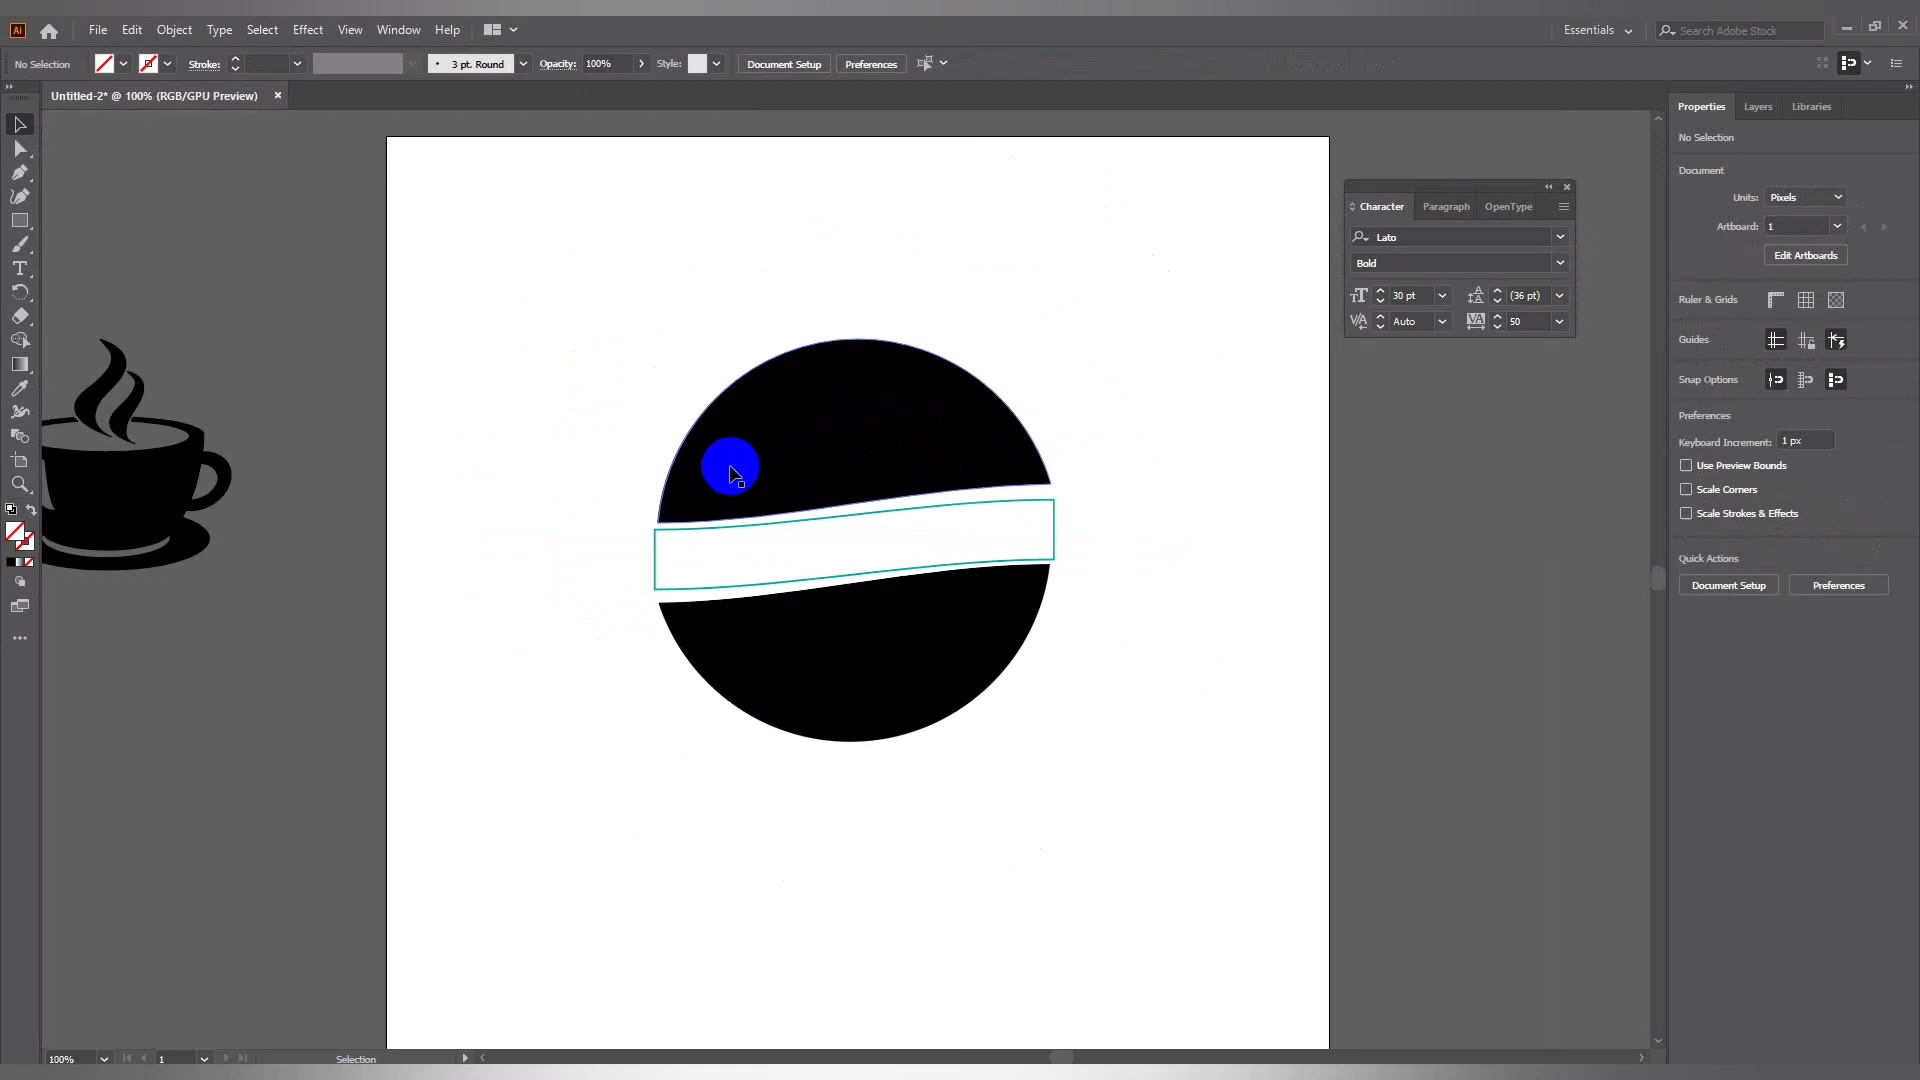 Ai File Edit Object Type Select Effect View Window Help Essentials Search Adobe Stock
No Selection Stroke: 3 pt. Round Opacity: 100% Style: Document Setup Preferences
Untitled-2* @ 100% (RGB/GPU Preview) ×
Properties Layers Libraries
No Selection
Document
Units: Pixels
Artboard: 1
Edit Artboards
Ruler & Grids
Guides
Snap Options
Preferences
Keyboard Increment: 1 px
Use Preview Bounds
Scale Corners
Scale Strokes & Effects
Quick Actions
Document Setup Preferences
Character Paragraph OpenType
Lato
Bold
30 pt (36 pt)
Auto 50
100% 1 Selection